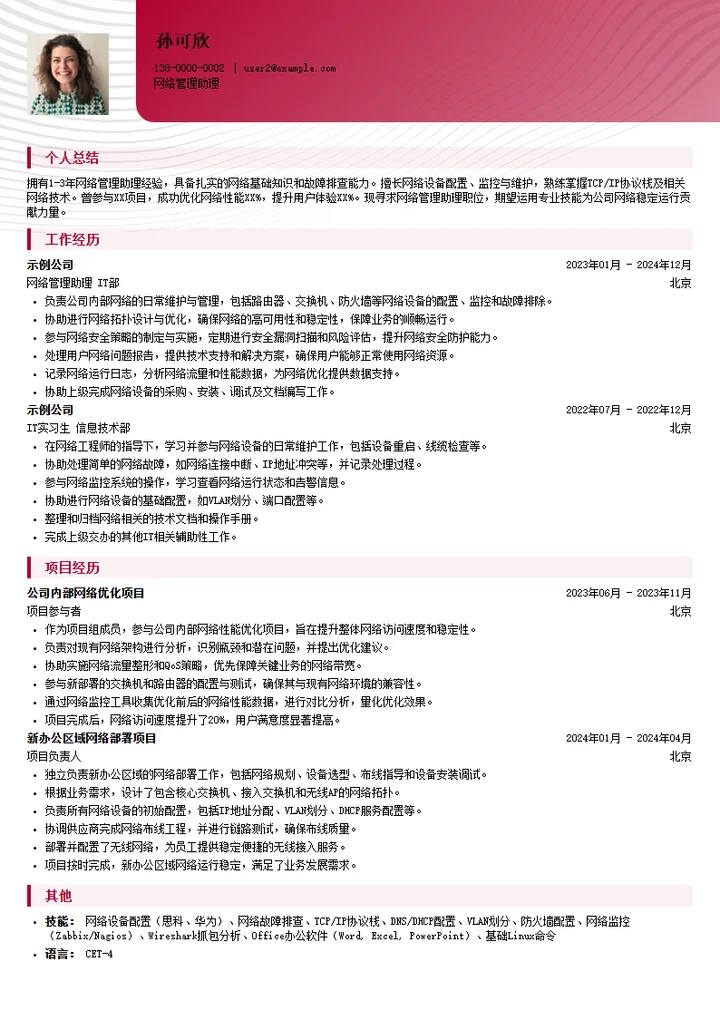 孙可欣
138-0000-0002 | user2@example.com
网络管理助理
个人总结
拥有1-3年网络管理助理经验，具备扎实的网络基础知识和故障排查能力。擅长网络设备配置、监控与维护，熟练掌握TCP/IP协议栈及相关
网络技术。曾参与XX项目，成功优化网络性能XX%，提升用户体验XX%。现寻求网络管理助理职位，期望运用专业技能为公司网络稳定运行贡
献力量。
工作经历
示例公司 2023年01月 - 2024年12月
网络管理助理 IT部 北京
• 负责公司内部网络的日常维护与管理，包括路由器、交换机、防火墙等网络设备的配置、监控和故障排除。
• 协助进行网络拓扑设计与优化，确保网络的高可用性和稳定性，保障业务的顺畅运行。
• 参与网络安全策略的制定与实施，定期进行安全漏洞扫描和风险评估，提升网络安全防护能力。
• 处理用户网络问题报告，提供技术支持和解决方案，确保用户能够正常使用网络资源。
• 记录网络运行日志，分析网络流量和性能数据，为网络优化提供数据支持。
• 协助上级完成网络设备的采购、安装、调试及文档编写工作。
示例公司 2022年07月 - 2022年12月
IT实习生 信息技术部 北京
• 在网络工程师的指导下，学习并参与网络设备的日常维护工作，包括设备重启、线缆检查等。
• 协助处理简单的网络故障，如网络连接中断、IP地址冲突等，并记录处理过程。
• 参与网络监控系统的操作，学习查看网络运行状态和告警信息。
• 协助进行网络设备的基础配置，如VLAN划分、端口配置等。
• 整理和归档网络相关的技术文档和操作手册。
• 完成上级交办的其他IT相关辅助性工作。
项目经历
公司内部网络优化项目 2023年06月 - 2023年11月
项目参与者 北京
• 作为项目组成员，参与公司内部网络性能优化项目，旨在提升整体网络访问速度和稳定性。
• 负责对现有网络架构进行分析，识别瓶颈和潜在问题，并提出优化建议。
• 协助实施网络流量整形和QoS策略，优先保障关键业务的网络带宽。
• 参与新部署的交换机和路由器的配置与测试，确保其与现有网络环境的兼容性。
• 通过网络监控工具收集优化前后的网络性能数据，进行对比分析，量化优化效果。
• 项目完成后，网络访问速度提升了20%，用户满意度显著提高。
新办公区域网络部署项目 2024年01月 - 2024年04月
项目负责人 北京
• 独立负责新办公区域的网络部署工作，包括网络规划、设备选型、布线指导和设备安装调试。
• 根据业务需求，设计了包含核心交换机、接入交换机和无线AP的网络拓扑。
• 负责所有网络设备的初始配置，包括IP地址分配、VLAN划分、DHCP服务配置等。
• 协调供应商完成网络布线工程，并进行链路测试，确保布线质量。
• 部署并配置了无线网络，为员工提供稳定便捷的无线接入服务。
• 项目按时完成，新办公区域网络运行稳定，满足了业务发展需求。
其他
• 技能： 网络设备配置（思科、华为）、网络故障排查、TCP/IP协议栈、DNS/DHCP配置、VLAN划分、防火墙配置、网络监控
（Zabbix/Nagios）、Wireshark抓包分析、Office办公软件（Word, Excel, PowerPoint）、基础Linux命令
• 语言： CET-4